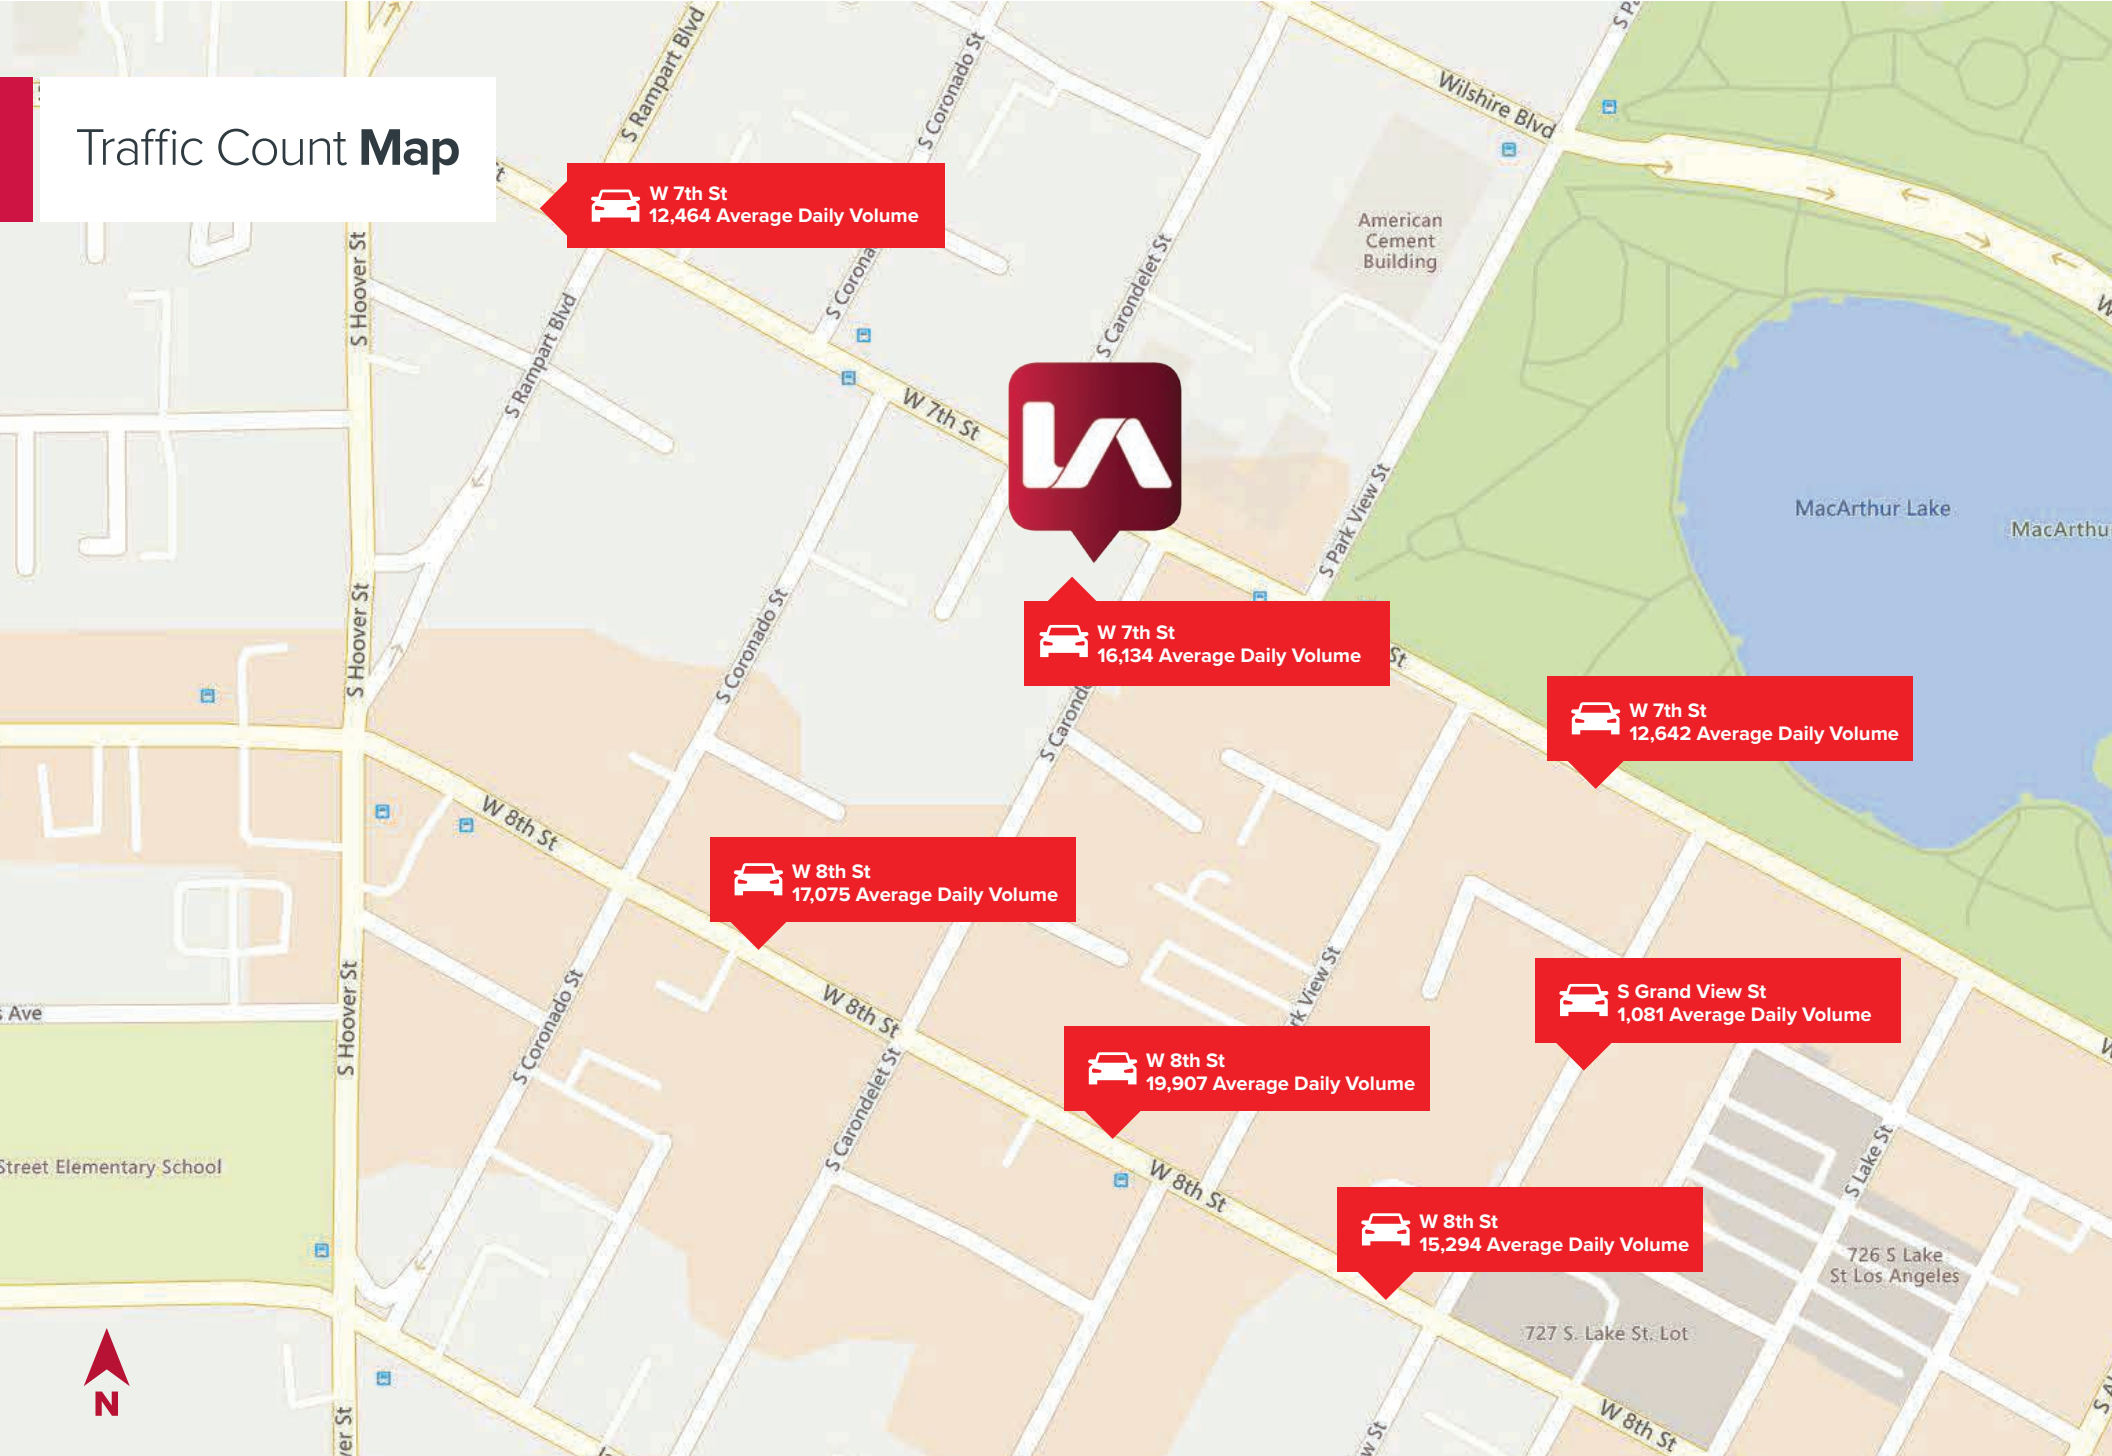 Traffic Count Map
S Rampart Blvd
S Coronado St
Wilshire Blvd
W 7th St
12,464 Average Daily Volume
American
Cement
Building
S Hoover St
S Rampart Blvd
S Carondelet St
W 7th St
LA
S Park View St
MacArthur Lake
MacArthu
S Hoover St
S Coronado St
W 7th St
16,134 Average Daily Volume
St
W 7th St
12,642 Average Daily Volume
W 8th St
W 8th St
17,075 Average Daily Volume
S Hoover St
S Coronado St
W 8th St
S Grand View St
1,081 Average Daily Volume
Ave
W 8th St
19,907 Average Daily Volume
S Carondelet St
Street Elementary School
W 8th St
S Lake St
W 8th St
15,294 Average Daily Volume
726 S Lake
St Los Angeles
727 S. Lake St. Lot
N
W 8th St